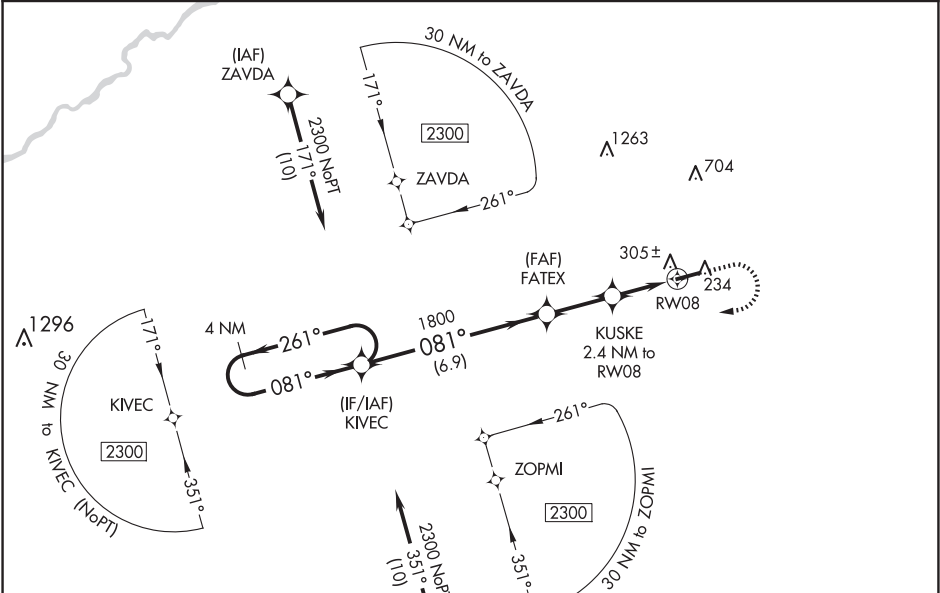 (IAF)
ZAVDA
2300 NoPT
171°
(10)
30 NM to ZAVDA
171°
2300
ZAVDA
261°
1263
704
(FAF)
FATEX
305±
234
RW08
KUSKE
2.4 NM to
RW08
1296
4 NM
261°
081°
1800
081°
(6.9)
(IF/IAF)
KIVEC
171°
KIVEC
2300
351°
30 NM to KIVEC (NoPT)
261°
ZOPMI
2300
351°
30 NM to ZOPMI
2300 NoPT
351°
(10)